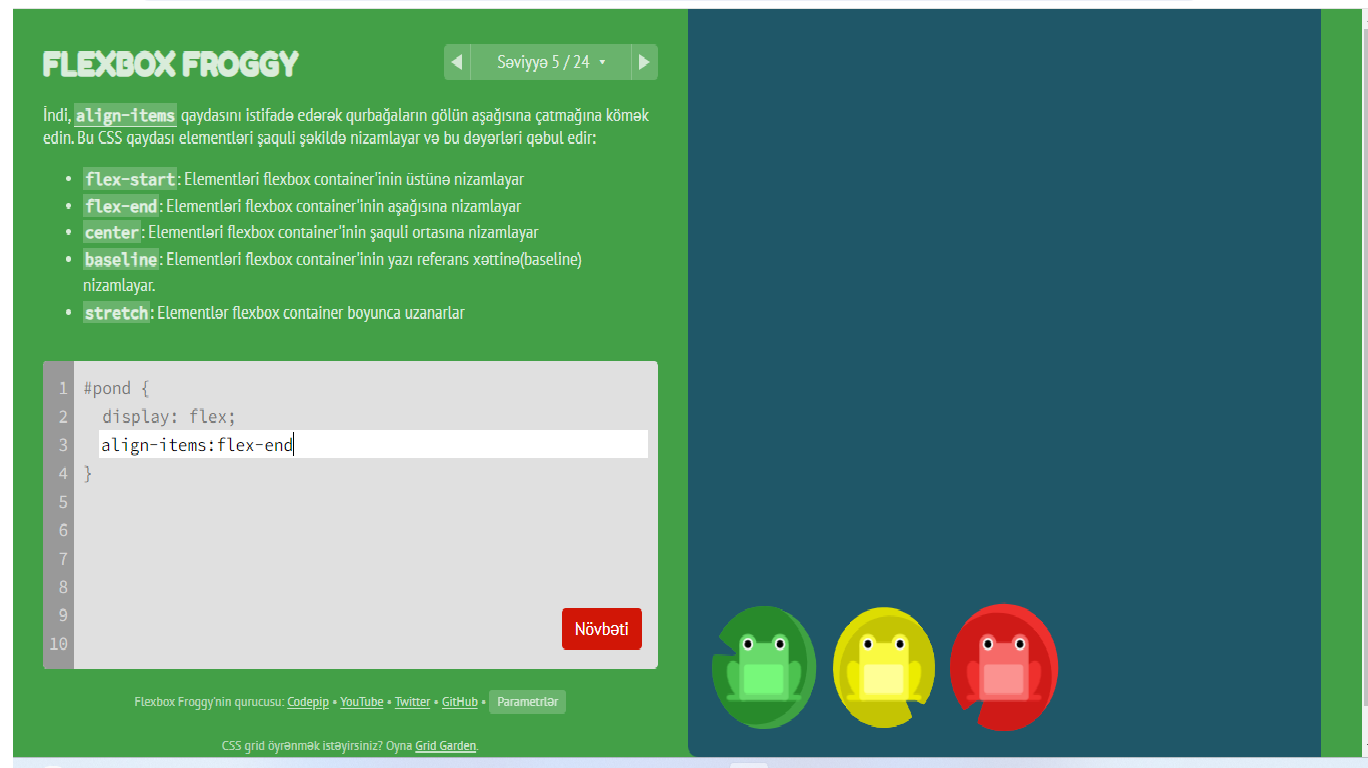 FLEXBOX FROGGY
Səviyyə 5 / 24
İndi, align-items qaydasını istifadə edərək qurbağaların gölün aşağısına çatmağına kömək
edin. Bu CSS qaydası elementləri şaquli şəkildə nizamlayar və bu dəyərləri qəbul edir:
• flex-start: Elementləri flexbox container'inin üstünə nizamlayar
• flex-end: Elementləri flexbox container'inin aşağısına nizamlayar
• center: Elementləri flexbox container'inin şaquli ortasına nizamlayar
• baseline: Elementləri flexbox container'inin yazı referans xəttinə(baseline)
nizamlayar.
• stretch: Elementlər flexbox container boyunca uzanarlar
1 #pond {
2 display: flex;
3 align-items:flex-end
4 }
5
6
7
8
9
10
Növbəti
Flexbox Froggy'nin qurucusu: Codepip • YouTube • Twitter • GitHub • Parametrlər
CSS grid öyrənmək istəyirsiniz? Oyna Grid Garden.